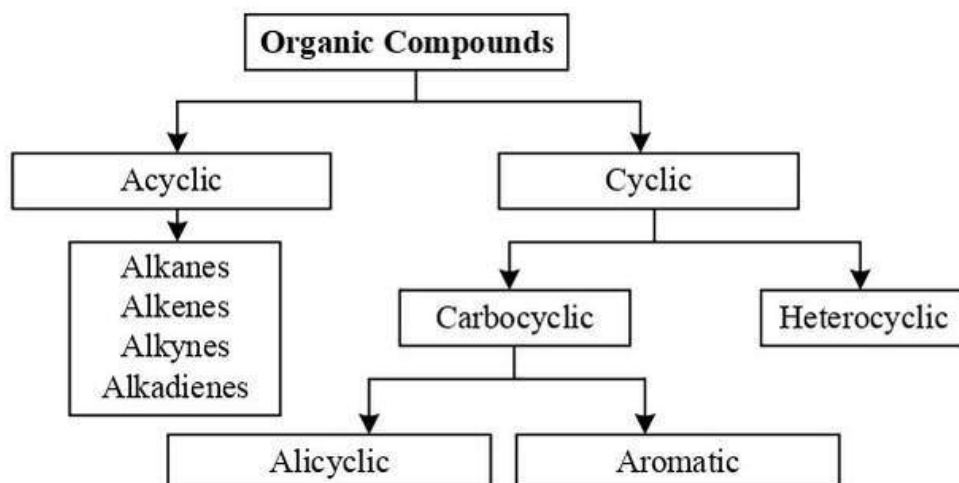 Organic Compounds
Acyclic
Cyclic
Alkanes
Alkenes
Alkynes
Alkadienes
Carbocyclic
Heterocyclic
Alicyclic
Aromatic